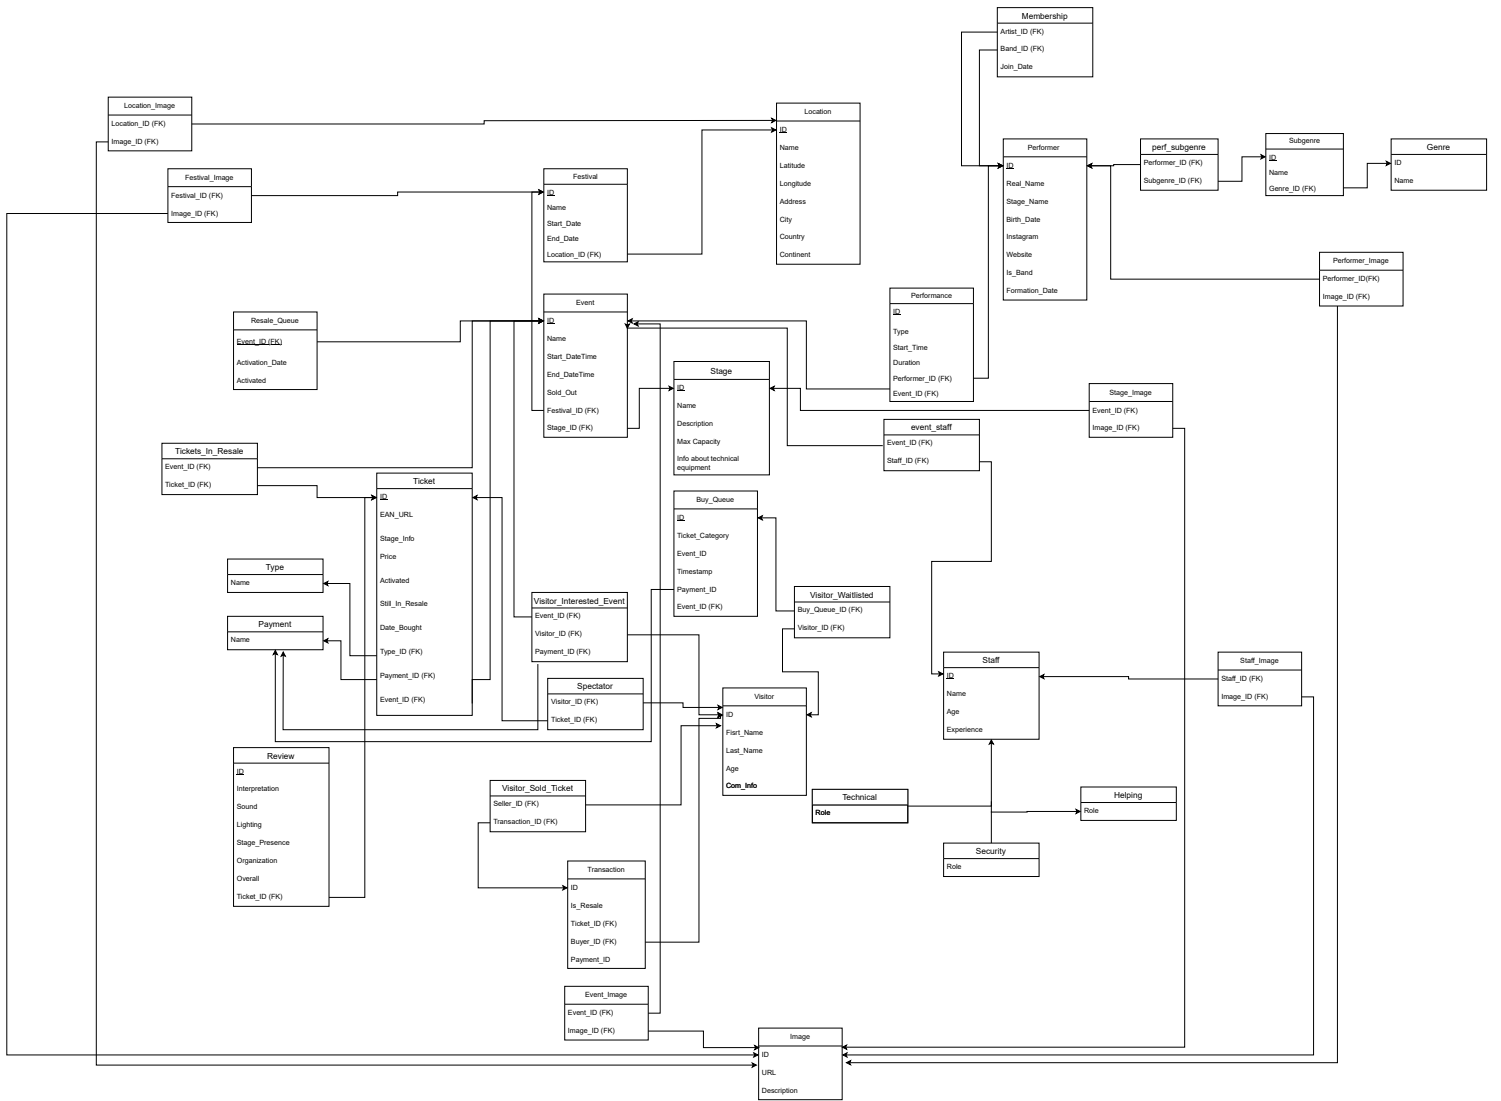 Membership
Artist_ID (FK)
Band_ID (FK)
Join_Date
Location_Image
Location_ID (FK)
Image_ID (FK)
Location
ID
Name
Latitude
Longitude
Address
City
Country
Continent
Performer
ID
Real_Name
Stage_Name
Birth_Date
Instagram
Website
Is_Band
Formation_Date
perf_subgenre
Performer_ID (FK)
Subgenre_ID (FK)
Subgenre
ID
Name
Genre_ID (FK)
Genre
ID
Name
Festival_Image
Festival_ID (FK)
Image_ID (FK)
Festival
ID
Name
Start_Date
End_Date
Location_ID (FK)
Performer_Image
Performer_ID(FK)
Image_ID (FK)
Event
ID
Name
Start_DateTime
End_DateTime
Sold_Out
Festival_ID (FK)
Stage_ID (FK)
Performance
ID
Type
Start_Time
Duration
Performer_ID (FK)
Event_ID (FK)
Resale_Queue
Event_ID (FK)
Activation_Date
Activated
Stage
ID
Name
Description
Max Capacity
Info about technical
equipment
Stage_Image
Event_ID (FK)
Image_ID (FK)
event_staff
Event_ID (FK)
Staff_ID (FK)
Tickets_In_Resale
Event_ID (FK)
Ticket_ID (FK)
Ticket
ID
EAN_URL
Stage_Info
Price
Activated
Still_In_Resale
Date_Bought
Type_ID (FK)
Payment_ID (FK)
Event_ID (FK)
Buy_Queue
ID
Ticket_Category
Event_ID
Timestamp
Payment_ID
Event_ID (FK)
Type
Name
Payment
Name
Visitor_Interested_Event
Event_ID (FK)
Visitor_ID (FK)
Payment_ID (FK)
Visitor_Waitlisted
Buy_Queue_ID (FK)
Visitor_ID (FK)
Spectator
Visitor_ID (FK)
Ticket_ID (FK)
Visitor
ID
Fisrt_Name
Last_Name
Age
Com_Info
Staff
ID
Name
Age
Experience
Staff_Image
Staff_ID (FK)
Image_ID (FK)
Review
ID
Interpretation
Sound
Lighting
Stage_Presence
Organization
Overall
Ticket_ID (FK)
Visitor_Sold_Ticket
Seller_ID (FK)
Transaction_ID (FK)
Technical
Role
Helping
Role
Security
Role
Transaction
ID
Is_Resale
Ticket_ID (FK)
Buyer_ID (FK)
Payment_ID
Event_Image
Event_ID (FK)
Image_ID (FK)
Image
ID
URL
Description